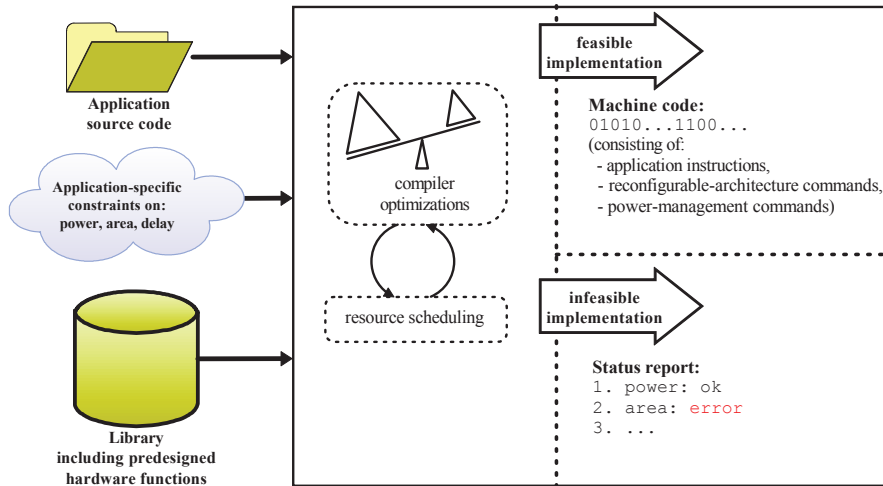 Application
source code
Application-specific
constraints on:
power, area, delay
Library
including predesigned
hardware functions
compiler
optimizations
resource scheduling
feasible
implementation
Machine code:
01010...1100...
(consisting of:
- application instructions,
- reconfigurable-architecture commands,
- power-management commands)
infeasible
implementation
Status report:
1. power: ok
2. area: error
3. ...